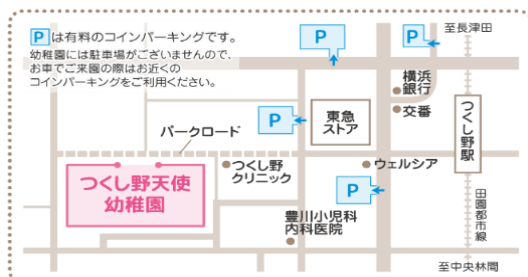 Pは有料のコインパーキングです。
幼稚園には駐車場がございませんので、
お車でご来園の際はお近くの
コインパーキングをご利用ください。
P
P
至長津田
横浜
銀行
交番
P
東急
ストア
つくし野駅
パークロード
つくし野天使
幼稚園
つくし野
クリニック
ウェルシア
P
豊川小児科
内科医院
田園都市線
至中央林間